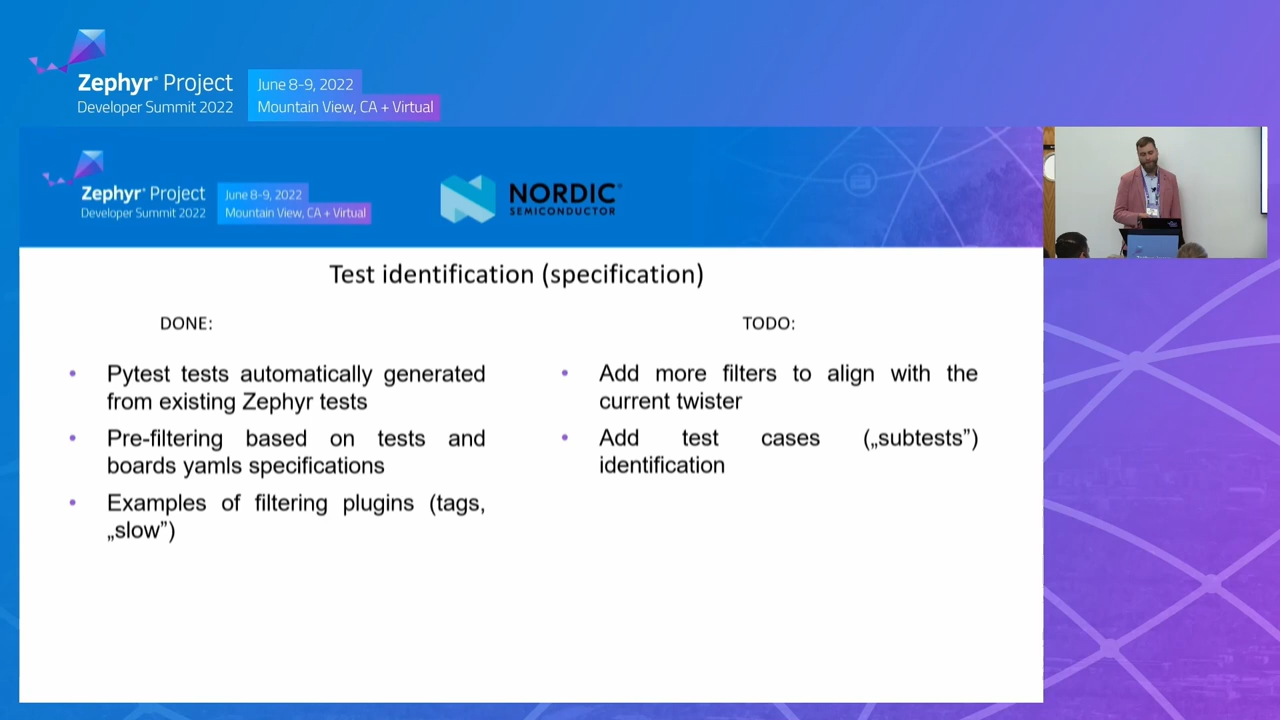 Zephyr® Project
Developer Summit 2022
June 8-9, 2022
Mountain View, CA + Virtual
Zephyr® Project
Developer Summit 2022
June 8-9, 2022
Mountain View, CA + Virtual
NORDIC®
SEMICONDUCTOR
Test identification (specification)
DONE:
• Pytest tests automatically generated
from existing Zephyr tests
• Pre-filtering based on tests and
boards yamls specifications
• Examples of filtering plugins (tags,
„slow”)
TODO:
• Add more filters to align with the
current twister
• Add test cases („subtests”)
identification